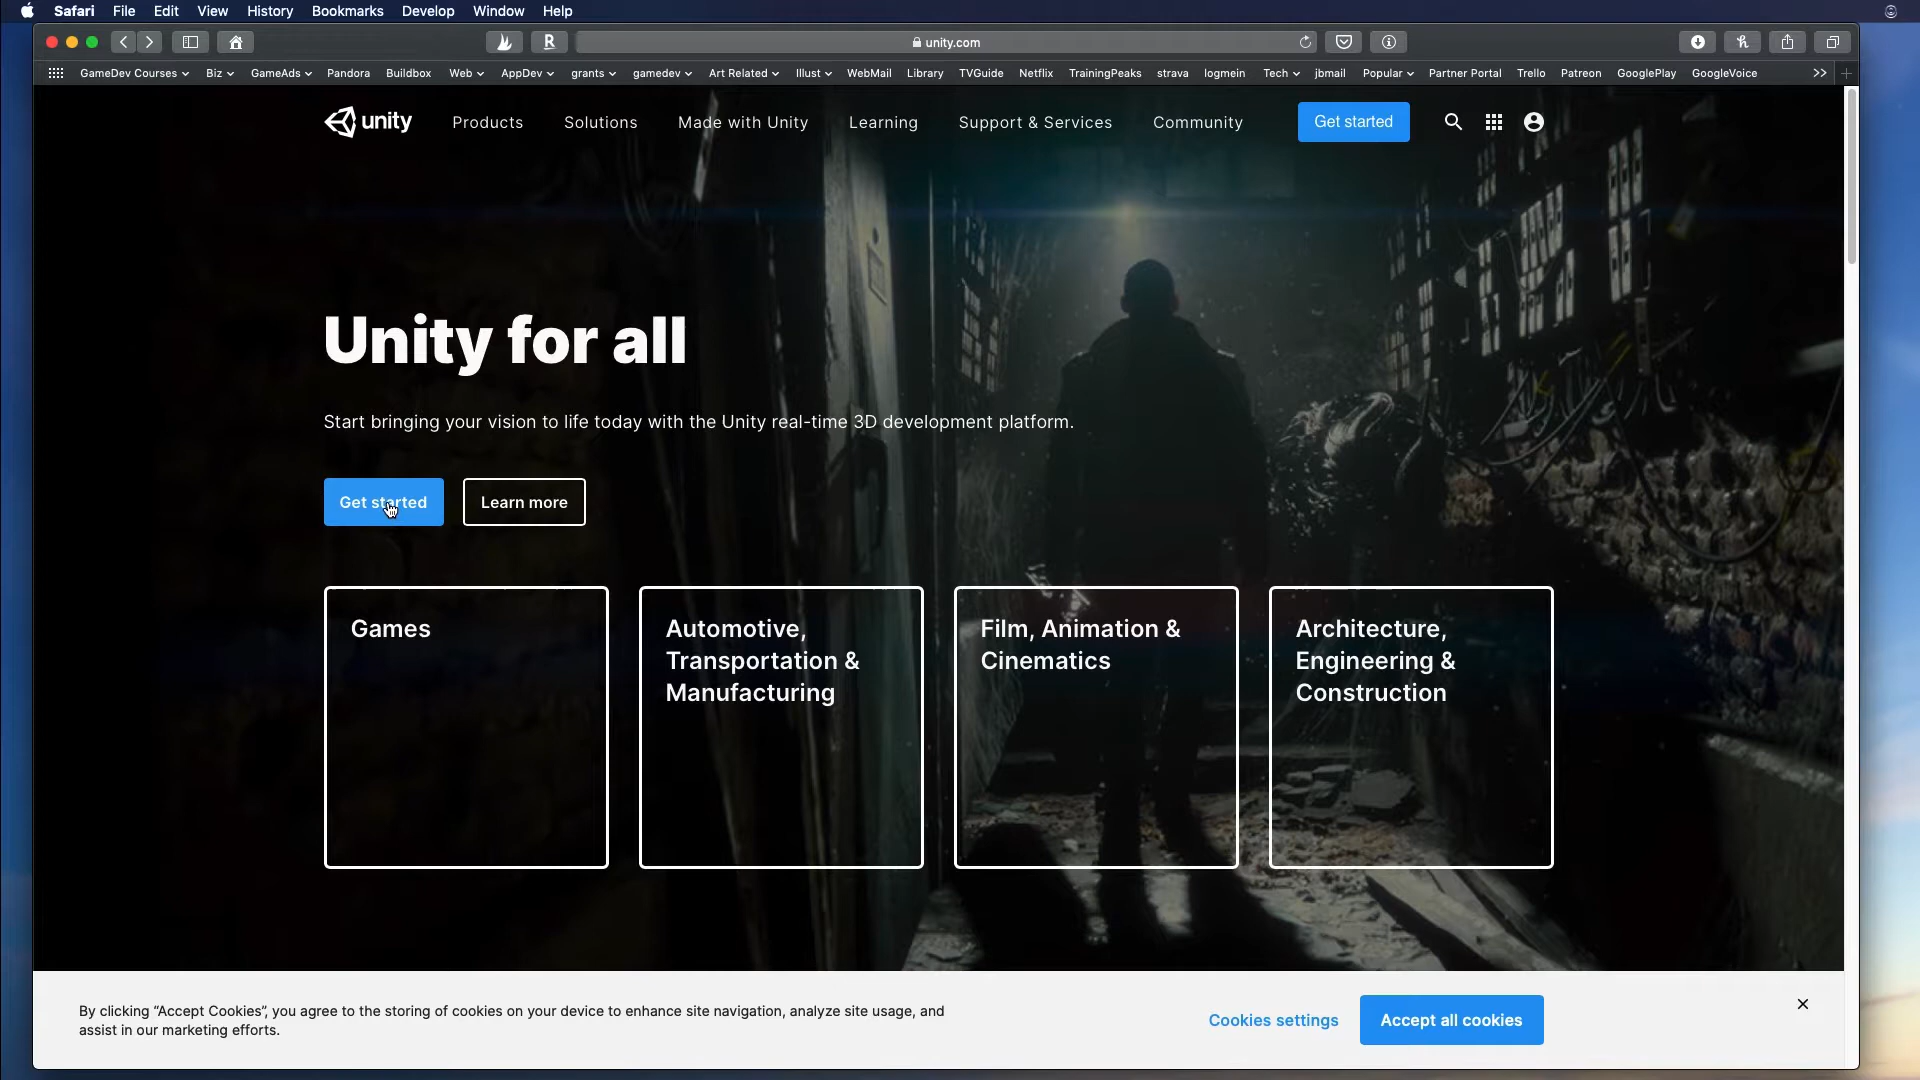 Safari File Edit View History Bookmarks Develop Window Help
unity.com
GameDev Courses Biz GameAds Pandora Buildbox Web AppDev grants gamedev Art Related Illust WebMail Library TVGuide Netflix TrainingPeaks strava logmein Tech jbmail Popular Partner Portal Trello Patreon GooglePlay GoogleVoice
unity Products Solutions Made with Unity Learning Support & Services Community Get started
Unity for all
Start bringing your vision to life today with the Unity real-time 3D development platform.
Get started Learn more
Games
Automotive,
Transportation &
Manufacturing
Film, Animation &
Cinematics
Architecture,
Engineering &
Construction
By clicking “Accept Cookies”, you agree to the storing of cookies on your device to enhance site navigation, analyze site usage, and
assist in our marketing efforts.
Cookies settings Accept all cookies